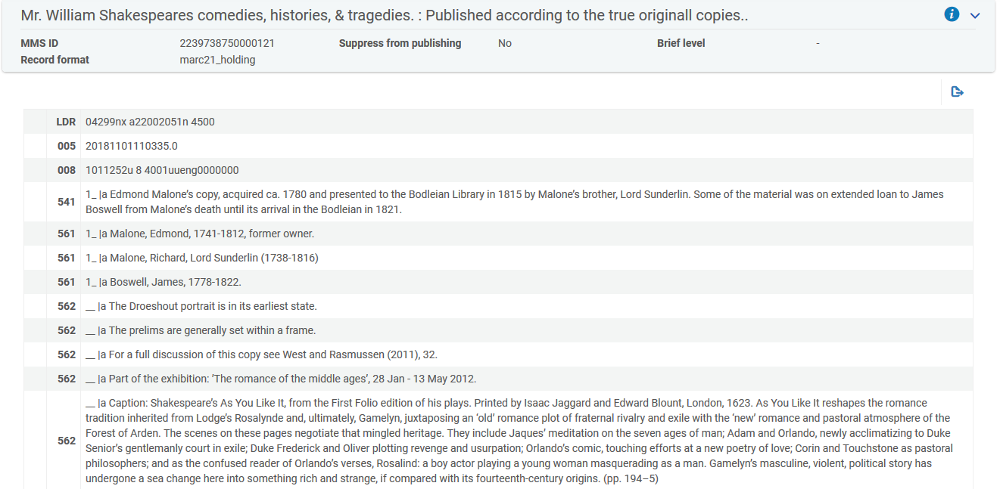 Mr. William Shakespeares comedies, histories, & tragedies. : Published according to the true originall copies..
MMS ID 2239738750000121 Suppress from publishing No Brief level -
Record format marc21_holding
LDR 04299nx a22002051n 4500
005 20181101110335.0
008 1011252u 8 4001uueng0000000
541 1_ |a Edmond Malone’s copy, acquired ca. 1780 and presented to the Bodleian Library in 1815 by Malone’s brother, Lord Sunderlin. Some of the material was on extended loan to James
Boswell from Malone’s death until its arrival in the Bodleian in 1821.
561 1_ |a Malone, Edmond, 1741-1812, former owner.
561 1_ |a Malone, Richard, Lord Sunderlin (1738-1816)
561 1_ |a Boswell, James, 1778-1822.
562 __ |a The Droeshout portrait is in its earliest state.
562 __ |a The prelims are generally set within a frame.
562 __ |a For a full discussion of this copy see West and Rasmussen (2011), 32.
562 __ |a Part of the exhibition: ‘The romance of the middle ages’, 28 Jan - 13 May 2012.
562 __ |a Caption: Shakespeare’s As You Like It, from the First Folio edition of his plays. Printed by Isaac Jaggard and Edward Blount, London, 1623. As You Like It reshapes the romance
tradition inherited from Lodge’s Rosalynde and, ultimately, Gamelyn, juxtaposing an ‘old’ romance plot of fraternal rivalry and exile with the ‘new’ romance and pastoral atmosphere of the
Forest of Arden. The scenes on these pages negotiate that mingled heritage. They include Jaques’ meditation on the seven ages of man; Adam and Orlando, newly acclimatizing to Duke
Senior’s gentlemanly court in exile; Duke Frederick and Oliver plotting revenge and usurpation; Orlando’s comic, touching efforts at a new poetry of love; Corin and Touchstone as pastoral
philosophers; and as the confused reader of Orlando’s verses, Rosalind: a boy actor playing a young woman masquerading as a man. Gamelyn’s masculine, violent, political story has
undergone a sea change here into something rich and strange, if compared with its fourteenth-century origins. (pp. 194–5)